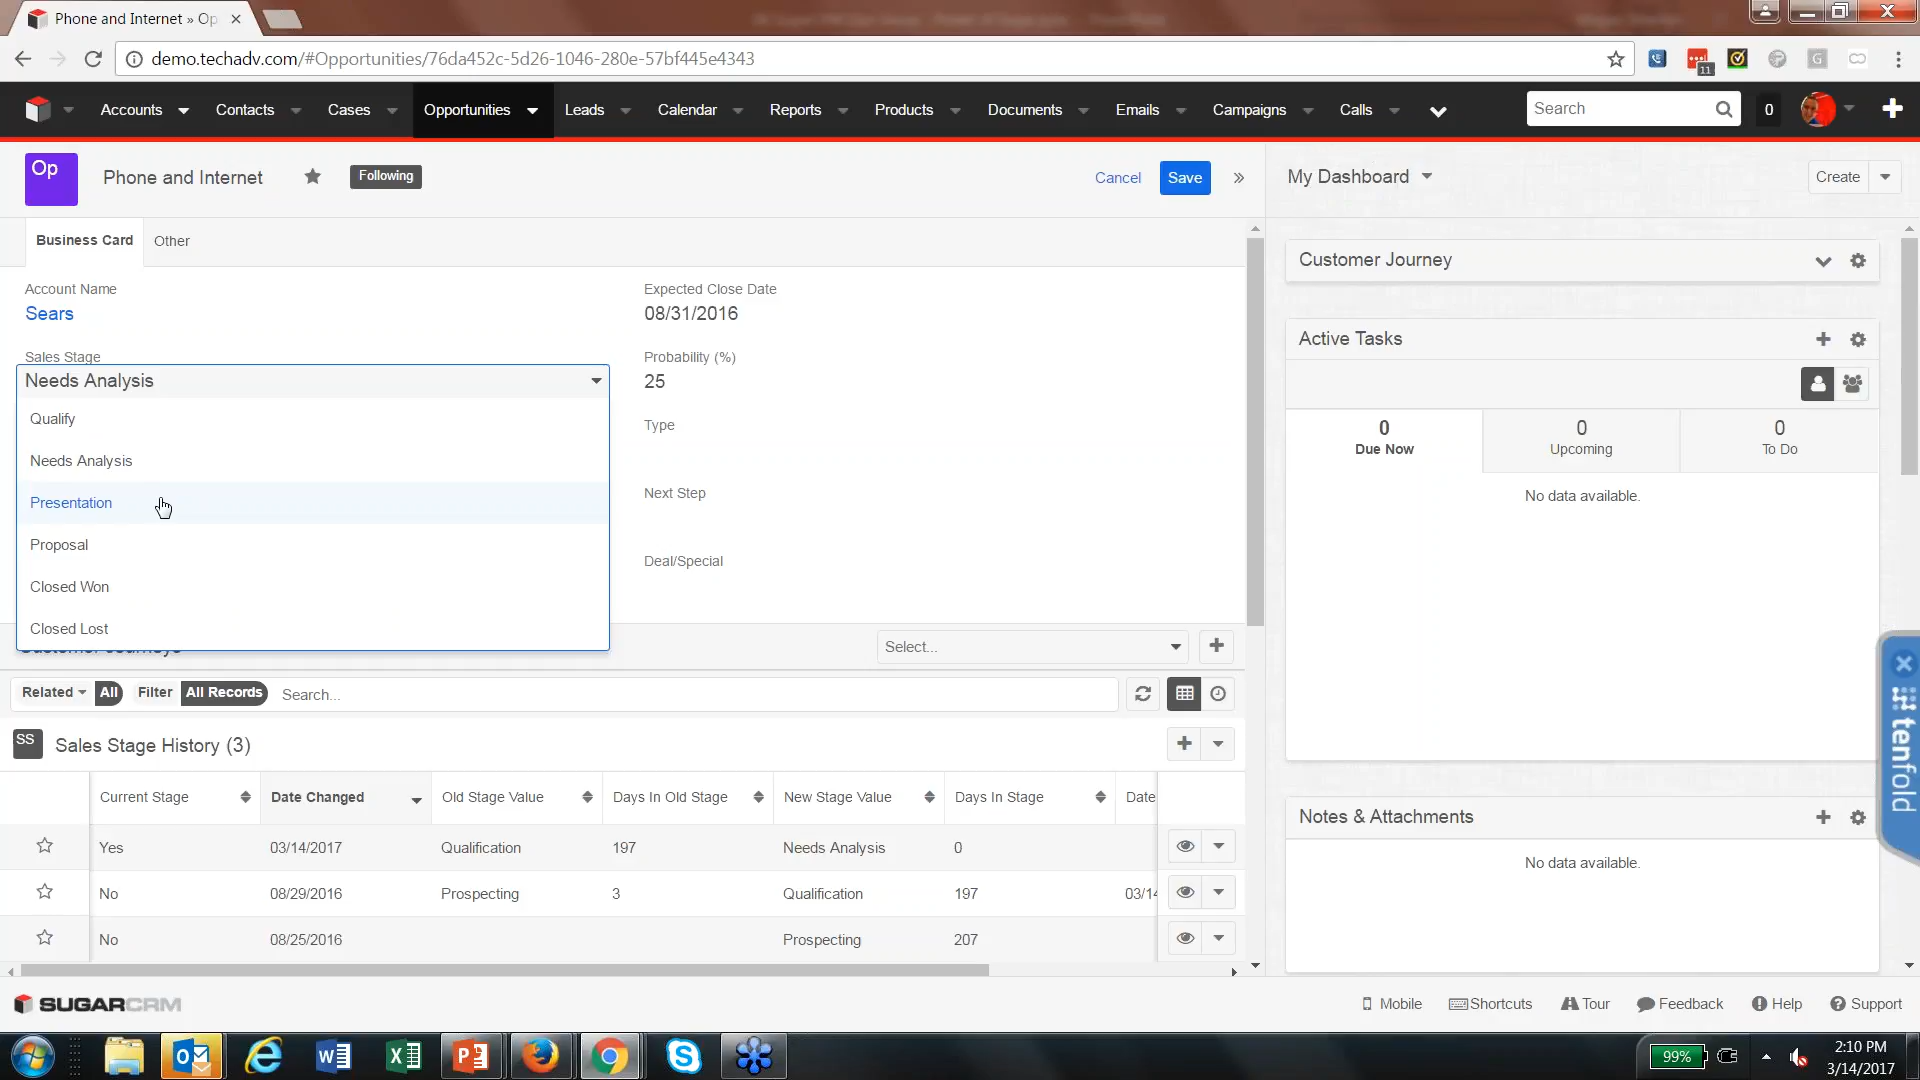 Phone and Internet » Op
demo.techadv.com/#Opportunities/76da452c-5d26-1046-280e-57bf445e4343
11
G
Accounts
Contacts
Cases
Opportunities
Leads
Calendar
Reports
Products
Documents
Emails
Campaigns
Calls
Search
0
Op
Phone and Internet
Following
Cancel
Save
My Dashboard
Create
Business Card
Other
Account Name
Sears
Expected Close Date
08/31/2016
Sales Stage
Needs Analysis
Probability (%)
25
Qualify
Needs Analysis
Presentation
Proposal
Closed Won
Closed Lost
Type
Next Step
Deal/Special
Customer Journeys
Select...
Related
All
Filter
All Records
Search...
SS
Sales Stage History (3)
Current Stage
Date Changed
Old Stage Value
Days In Old Stage
New Stage Value
Days In Stage
Date
Yes 03/14/2017 Qualification 197 Needs Analysis 0
No 08/29/2016 Prospecting 3 Qualification 197 03/14
No 08/25/2016 Prospecting 207
Customer Journey
Active Tasks
0
Due Now
0
Upcoming
0
To Do
No data available.
Notes & Attachments
No data available.
tenfold
SUGARCRM
Mobile
Shortcuts
Tour
Feedback
Help
Support
99%
2:10 PM
3/14/2017